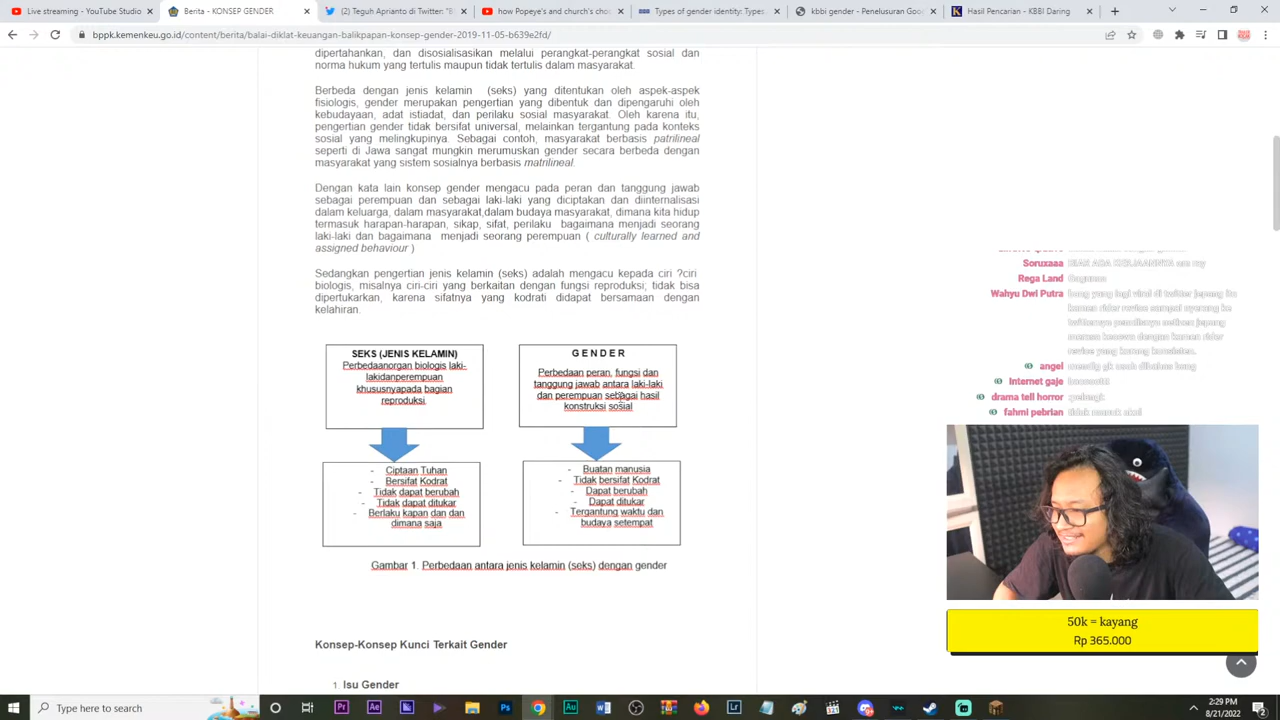 Live streaming - YouTube Studio
Berita - KONSEP GENDER
(2) Teguh Aprianto di Twitter: "B
how Popeye's and church's cho
Types of gender identity: Types
kbbi gender - Penelusuran Goo
Hasil Pencarian - KBBI Daring
bppk.kemenkeu.go.id/content/berita/balai-diklat-keuangan-balikpapan-konsep-gender-2019-11-05-b639e2fd/
dipertahankan, dan disosialisasikan melalui perangkat-perangkat sosial dan
norma hukum yang tertulis maupun tidak tertulis dalam masyarakat.
Berbeda dengan jenis kelamin (seks) yang ditentukan oleh aspek-aspek
fisiologis, gender merupakan pengertian yang dibentuk dan dipengaruhi oleh
kebudayaan, adat istiadat, dan perilaku sosial masyarakat. Oleh karena itu,
pengertian gender tidak bersifat universal, melainkan tergantung pada konteks
sosial yang melingkupinya. Sebagai contoh, masyarakat berbasis patrilineal
seperti di Jawa sangat mungkin merumuskan gender secara berbeda dengan
masyarakat yang sistem sosialnya berbasis matrilineal.
Dengan kata lain konsep gender mengacu pada peran dan tanggung jawab
sebagai perempuan dan sebagai laki-laki yang diciptakan dan diinternalisasi
dalam keluarga, dalam masyarakat,dalam budaya masyarakat, dimana kita hidup
termasuk harapan-harapan, sikap, sifat, perilaku bagaimana menjadi seorang
laki-laki dan bagaimana menjadi seorang perempuan ( culturally learned and
assigned behaviour )
Sedangkan pengertian jenis kelamin (seks) adalah mengacu kepada ciri ?ciri
biologis, misalnya ciri-ciri yang berkaitan dengan fungsi reproduksi; tidak bisa
dipertukarkan, karena sifatnya yang kodrati didapat bersamaan dengan
kelahiran.
SEKS (JENIS KELAMIN)
Perbedaanorgan biologis laki-
lakidanperempuan
khususnyapada bagian
reproduksi.
- Ciptaan Tuhan
- Bersifat Kodrat
- Tidak dapat berubah
- Tidak dapat ditukar
- Berlaku kapan dan dan
dimana saja
G E N D E R
Perbedaan peran, fungsi dan
tanggung jawab antara laki-laki
dan perempuan sebagai hasil
konstruksi sosial
- Buatan manusia
- Tidak bersifat Kodrat
- Dapat berubah
- Dapat ditukar
- Tergantung waktu dan
budaya setempat
Gambar 1. Perbedaan antara jenis kelamin (seks) dengan gender
Konsep-Konsep Kunci Terkait Gender
1. Isu Gender
Soruxaaa
Rega Land
Wahyu Dwi Putra
angel
Internet gaje
drama tell horror
fahmi pebrian
50k = kayang
Rp 365.000
Type here to search
2:29 PM
8/21/2022